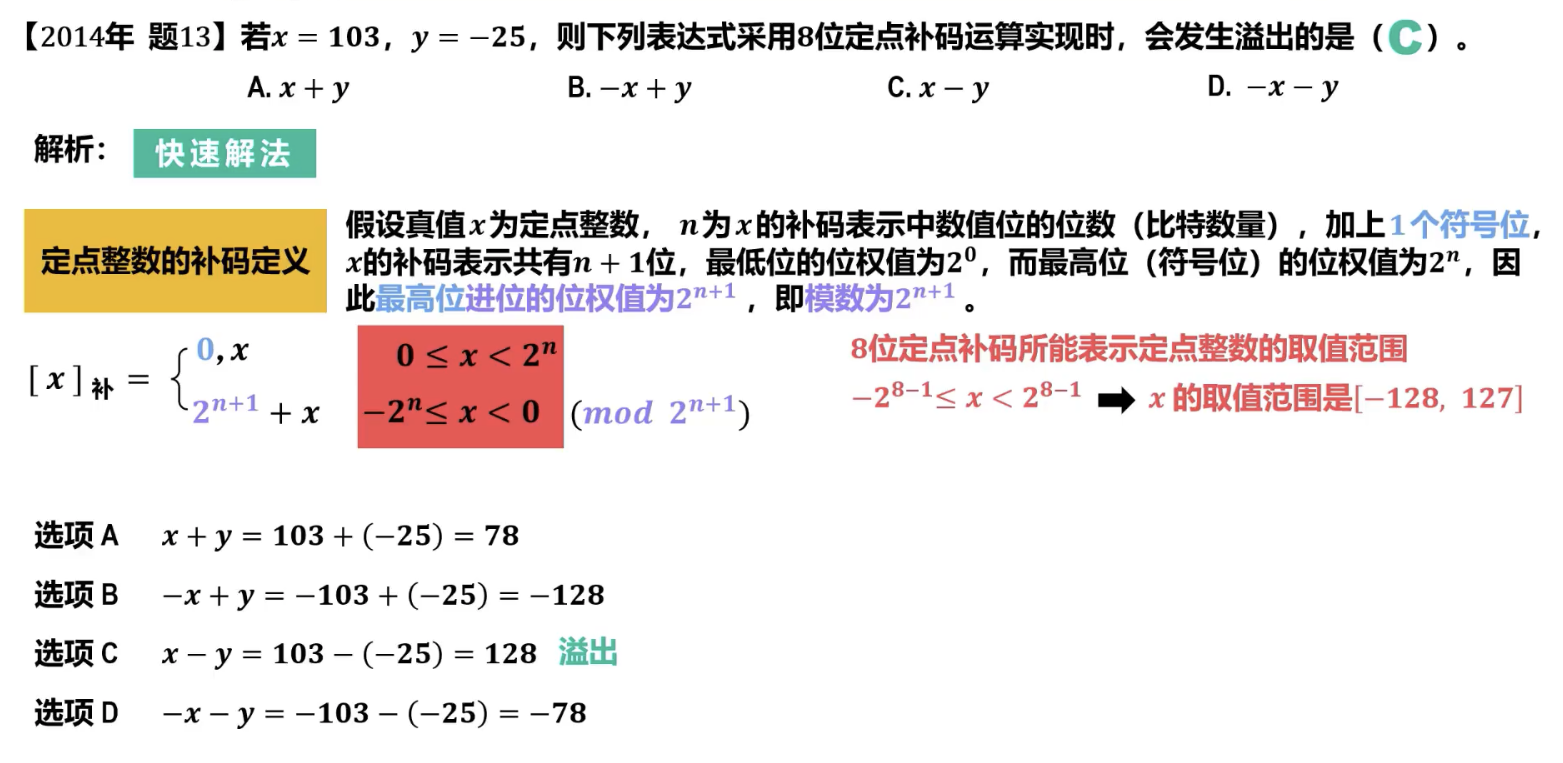 【2014年 题13】若x = 103，y = −25，则下列表达式采用8位定点补码运算实现时，会发生溢出的是（C）。
A. x + y B. −x + y C. x − y D. −x − y
解析： 快速解法
定点整数的补码定义
假设真值x为定点整数， n为x的补码表示中数值位的位数（比特数量），加上1个符号位，
x的补码表示共有n + 1位，最低位的位权值为2⁰，而最高位（符号位）的位权值为2ⁿ，因
此最高位进位的位权值为2ⁿ⁺¹ ，即模数为2ⁿ⁺¹ 。
[ x ]补 = {
0, x 0 ≤ x < 2ⁿ
2ⁿ⁺¹ + x −2ⁿ≤ x < 0 (mod 2ⁿ⁺¹)
8位定点补码所能表示定点整数的取值范围
−2⁸⁻¹≤ x < 2⁸⁻¹ ➡ x 的取值范围是[−128, 127]
选项 A x + y = 103 + (−25) = 78
选项 B −x + y = −103 + (−25) = −128
选项 C x − y = 103 − (−25) = 128 溢出
选项 D −x − y = −103 − (−25) = −78